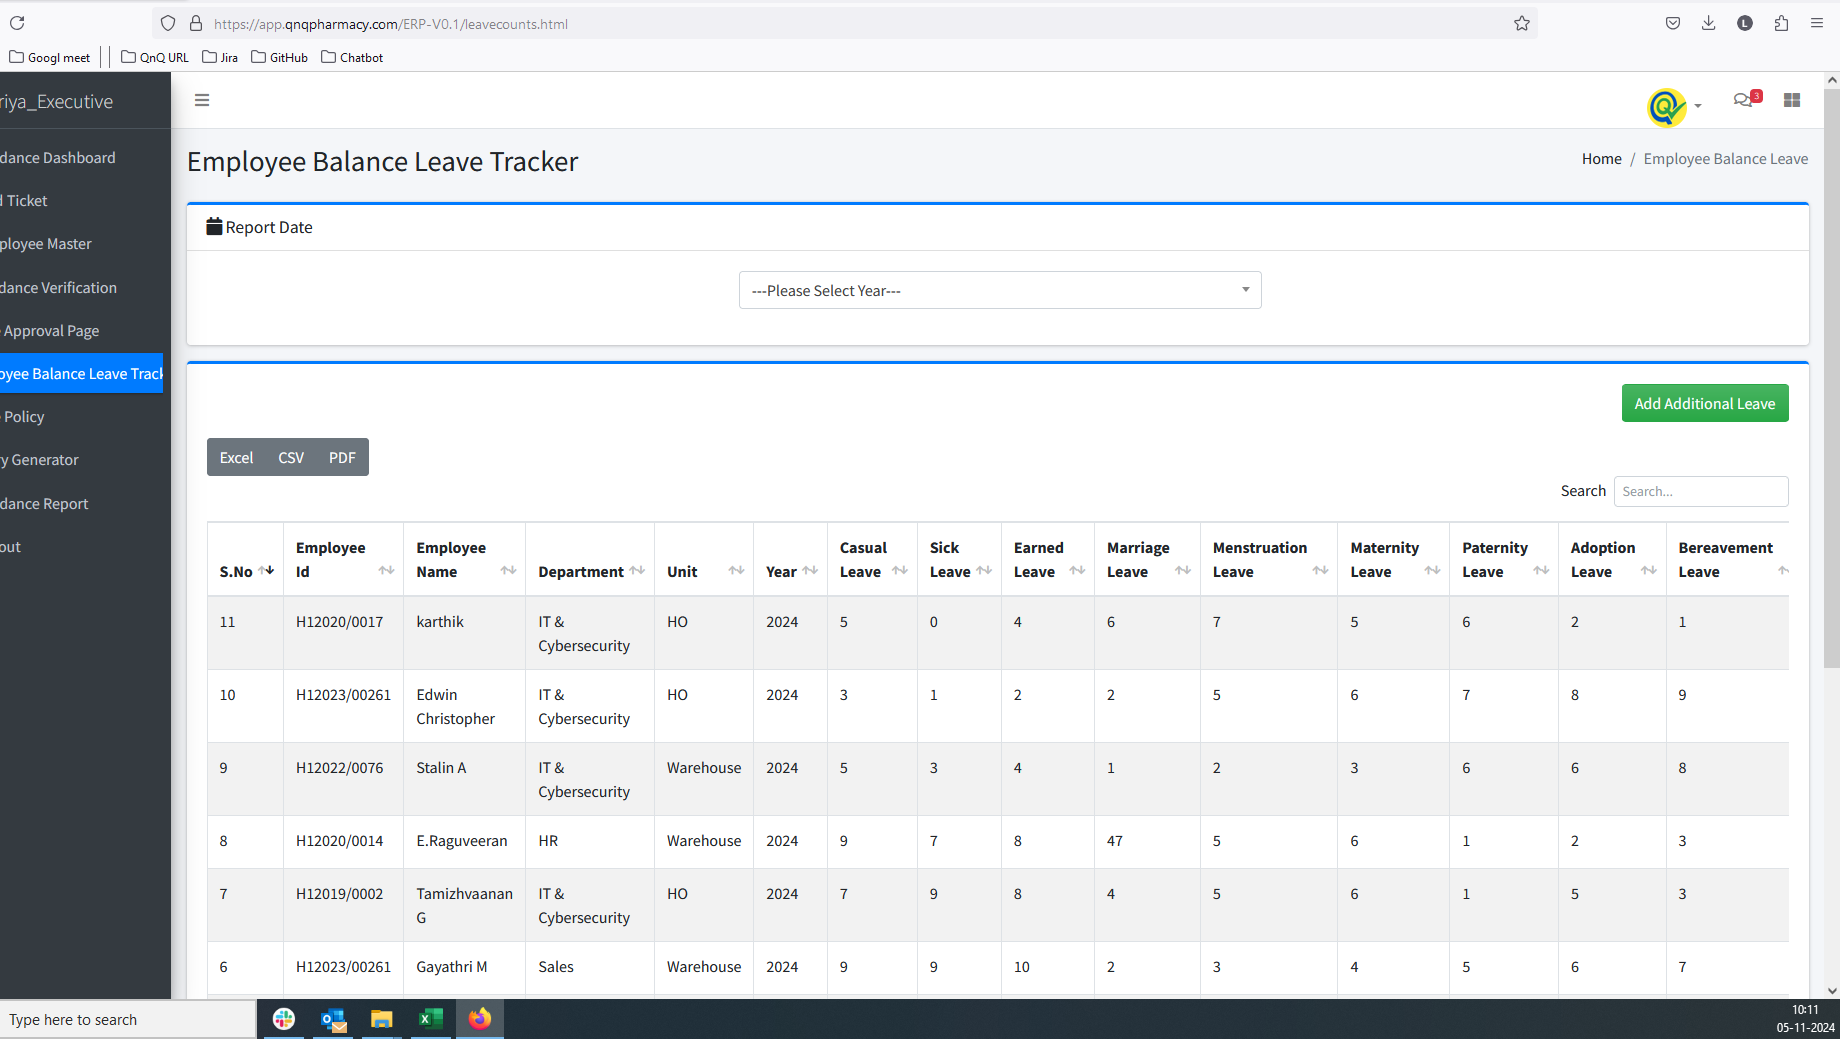 https://app.qnqpharmacy.com/ERP-V0.1/leavecounts.html
L
Googl meet
QnQ URL
Jira
GitHub
Chatbot
riya_Executive
3
Employee Balance Leave Tracker
Home / Employee Balance Leave
dance Dashboard
d Ticket
ployee Master
dance Verification
Approval Page
oyee Balance Leave Track
Policy
y Generator
dance Report
out
Report Date
---Please Select Year---
Add Additional Leave
Excel CSV PDF
Search Search...
S.No Employee Id Employee Name Department Unit Year Casual Leave Sick Leave Earned Leave Marriage Leave Menstruation Leave Maternity Leave Paternity Leave Adoption Leave Bereavement Leave
11 H12020/0017 karthik IT & Cybersecurity HO 2024 5 0 4 6 7 5 6 2 1
10 H12023/00261 Edwin Christopher IT & Cybersecurity HO 2024 3 1 2 2 5 6 7 8 9
9 H12022/0076 Stalin A IT & Cybersecurity Warehouse 2024 5 3 4 1 2 3 6 6 8
8 H12020/0014 E.Raguveeran HR Warehouse 2024 9 7 8 47 5 6 1 2 3
7 H12019/0002 Tamizhvaanan G IT & Cybersecurity HO 2024 7 9 8 4 5 6 1 5 3
6 H12023/00261 Gayathri M Sales Warehouse 2024 9 9 10 2 3 4 5 6 7
Type here to search
10:11
05-11-2024